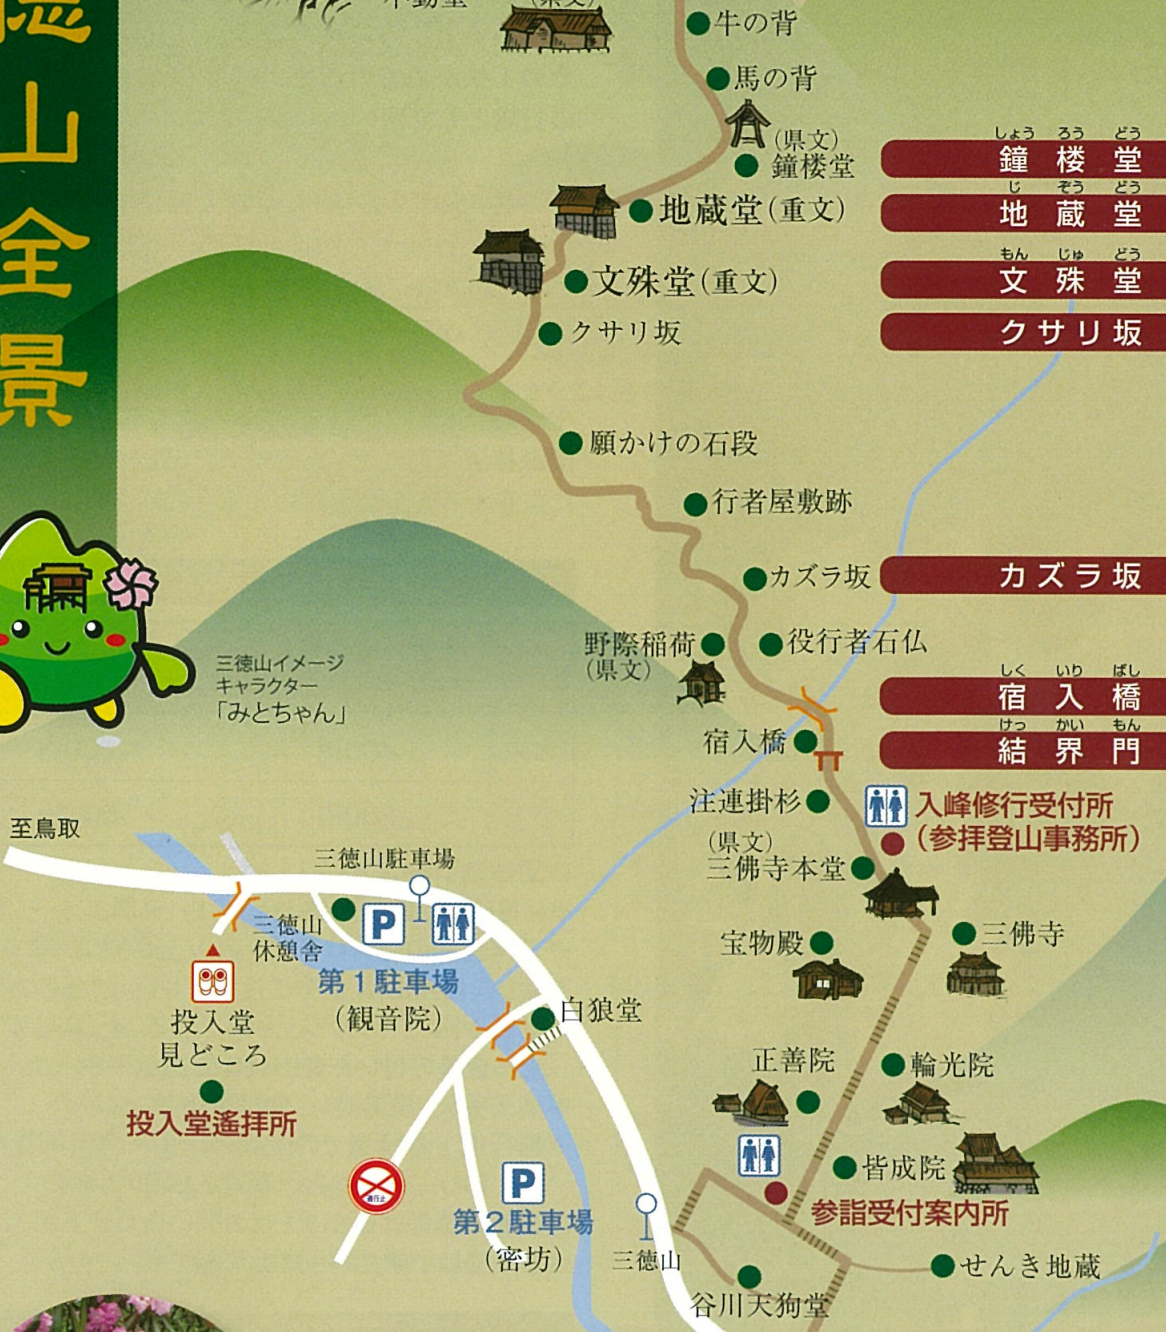 徳山全景
不動堂
(県文)
牛の背
馬の背
(県文)
鐘楼堂
地蔵堂(重文)
文殊堂(重文)
クサリ坂
願かけの石段
行者屋敷跡
カズラ坂
野際稲荷
(県文)
役行者石仏
宿入橋
注連掛杉
(県文)
三佛寺本堂
入峰修行受付所
(参拝登山事務所)
宝物殿
三佛寺
正善院
輪光院
皆成院
参詣受付案内所
せんき地蔵
谷川天狗堂
しょう ろう どう
鐘楼堂
じ ぞう どう
地蔵堂
もん じゅ どう
文殊堂
クサリ坂
カズラ坂
しく いり ばし
宿入橋
けっ かい もん
結界門
三徳山イメージ
キャラクター
「みとちゃん」
至鳥取
三徳山駐車場
三徳山
休憩舎
P
第1駐車場
(観音院)
白狼堂
投入堂
見どころ
投入堂遙拝所
通行止
P
第2駐車場
(密坊)
三徳山